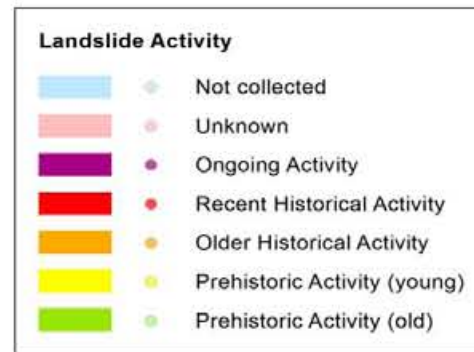 Landslide Activity
Not collected
Unknown
Ongoing Activity
Recent Historical Activity
Older Historical Activity
Prehistoric Activity (young)
Prehistoric Activity (old)